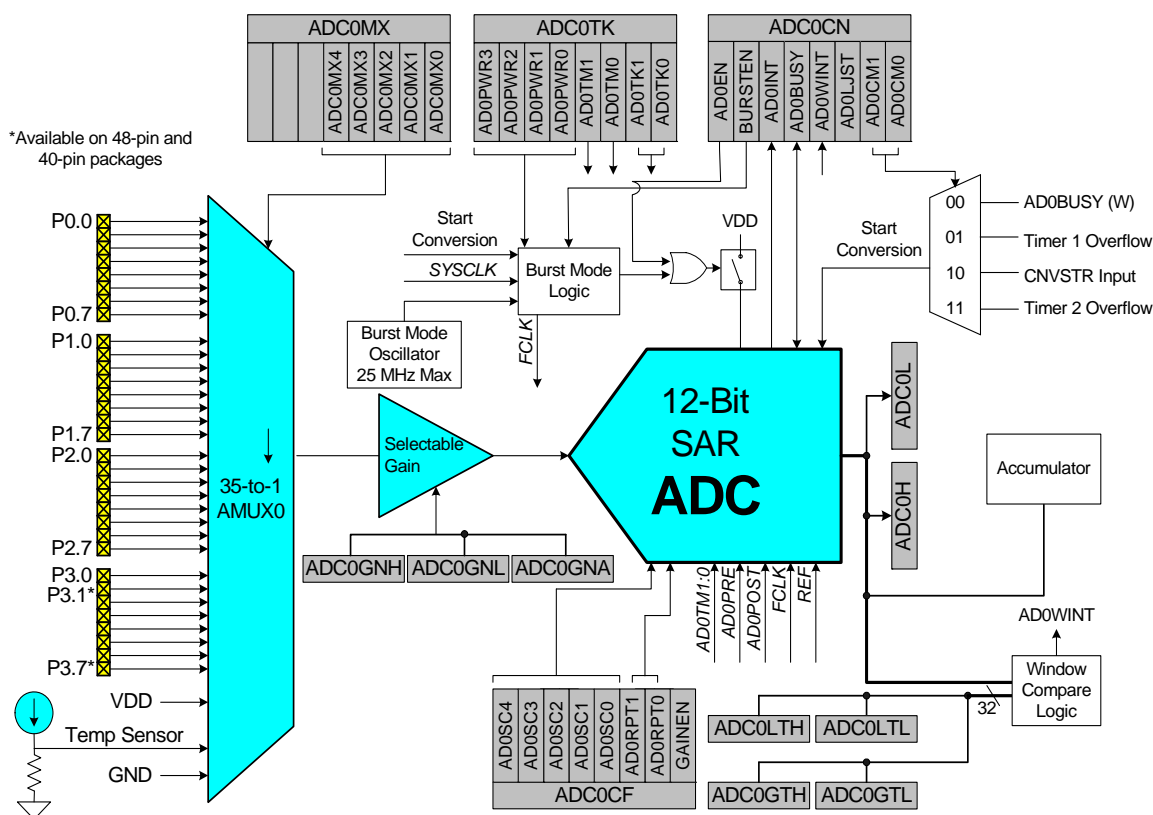 ADC0MX
ADC0MX4
ADC0MX3
ADC0MX2
ADC0MX1
ADC0MX0
ADC0TK
AD0PWR3
AD0PWR2
AD0PWR1
AD0PWR0
AD0TM1
AD0TM0
AD0TK1
AD0TK0
ADC0CN
AD0EN
BURSTEN
AD0INT
AD0BUSY
AD0WINT
AD0LJST
AD0CM1
AD0CM0
*Available on 48-pin and
40-pin packages
P0.0
P0.7
P1.0
P1.7
P2.0
P2.7
P3.0
P3.1*
P3.7*
VDD
Temp Sensor
GND
35-to-1
AMUX0
Start
Conversion
SYSCLK
Burst Mode
Logic
Burst Mode
Oscillator
25 MHz Max
FCLK
VDD
Start
Conversion
00
01
10
11
AD0BUSY (W)
Timer 1 Overflow
CNVSTR Input
Timer 2 Overflow
Selectable
Gain
12-Bit
SAR
ADC
ADC0L
ADC0H
Accumulator
ADC0GNH
ADC0GNL
ADC0GNA
AD0TM1:0
AD0PRE
AD0POST
FCLK
REF
AD0WINT
Window
Compare
Logic
32
AD0SC4
AD0SC3
AD0SC2
AD0SC1
AD0SC0
AD0RPT1
AD0RPT0
GAINEN
ADC0CF
ADC0LTH
ADC0LTL
ADC0GTH
ADC0GTL